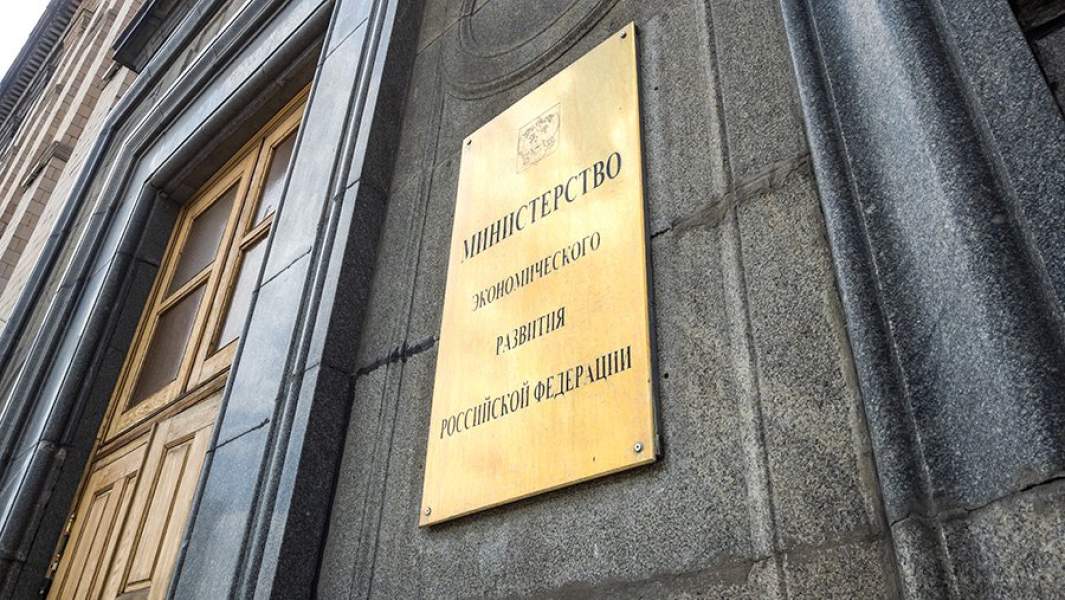 МИНИСТЕРСТВО
ЭКОНОМИЧЕСКОГО
РАЗВИТИЯ
РОССИЙСКОЙ ФЕДЕРАЦИИ